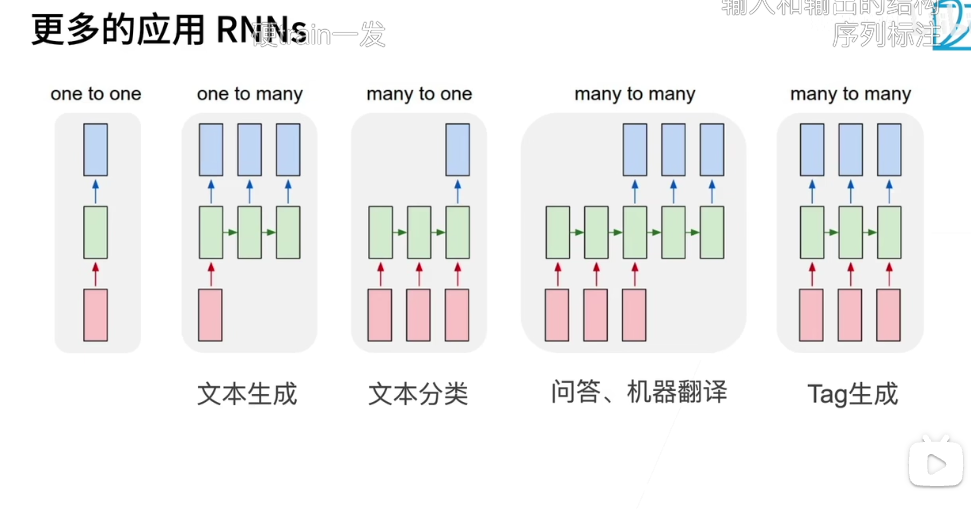 更多的应用 RNNs
硬train一发
输入和输出的结构
序列标注
one to one
one to many
many to one
many to many
many to many
文本生成
文本分类
问答、机器翻译
Tag生成